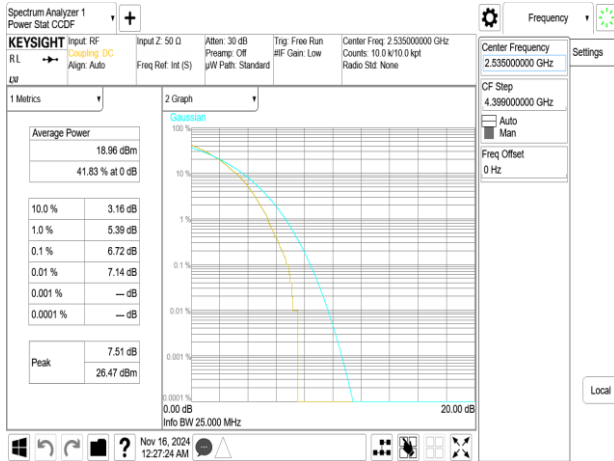 Spectrum Analyzer 1
Power Stat CCDF
Frequency
KEYSIGHT
RL
Input: RF
Coupling: DC
Align: Auto
Input Z: 50 Ω
Freq Ref: Int (S)
Atten: 30 dB
Preamp: Off
µW Path: Standard
Trig: Free Run
#IF Gain: Low
Center Freq: 2.535000000 GHz
Counts: 10.0 k/10.0 kpt
Radio Std: None
Center Frequency
2.535000000 GHz
Settings
CF Step
4.399000000 GHz
Auto
Man
Freq Offset
0 Hz
Local
1 Metrics
Average Power
18.96 dBm
41.83 % at 0 dB
10.0 % 3.16 dB
1.0 % 5.39 dB
0.1 % 6.72 dB
0.01 % 7.14 dB
0.001 % --- dB
0.0001 % --- dB
Peak
7.51 dB
26.47 dBm
2 Graph
Gaussian
100 %
10 %
1 %
0.1 %
0.01 %
0.001 %
0.0001 %
0.00 dB 20.00 dB
Info BW 25.000 MHz
?
Nov 16, 2024
12:27:24 AM